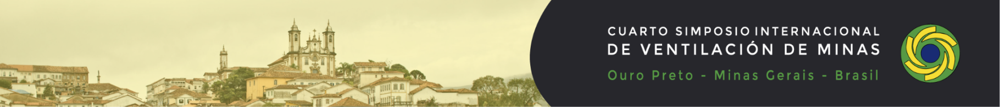 CUARTO SIMPOSIO INTERNACIONAL
DE VENTILACIÓN DE MINAS
Ouro Preto - Minas Gerais - Brasil